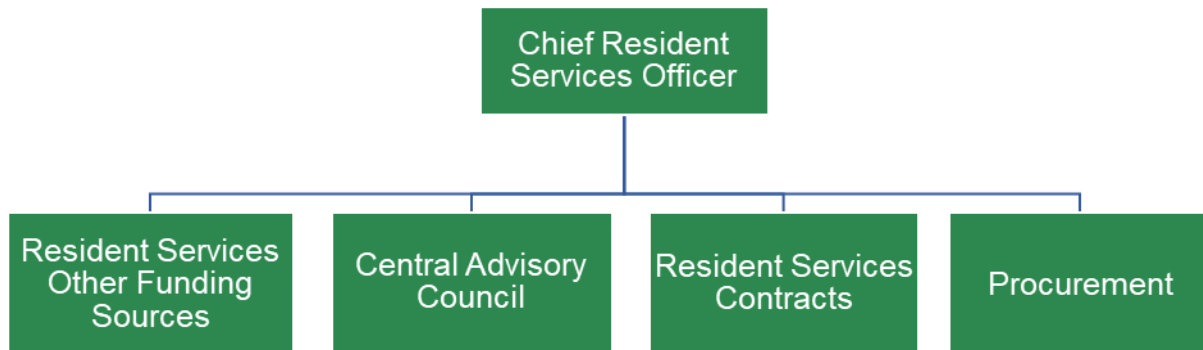 Chief Resident
Services Officer
Resident Services
Other Funding
Sources
Central Advisory
Council
Resident Services
Contracts
Procurement